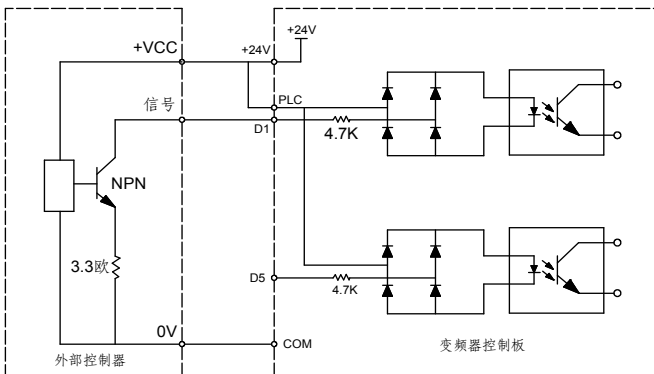 +24V
+VCC
+24V
信号
PLC
D1
4.7K
NPN
3.3欧
D5
4.7K
0V
COM
外部控制器
变频器控制板